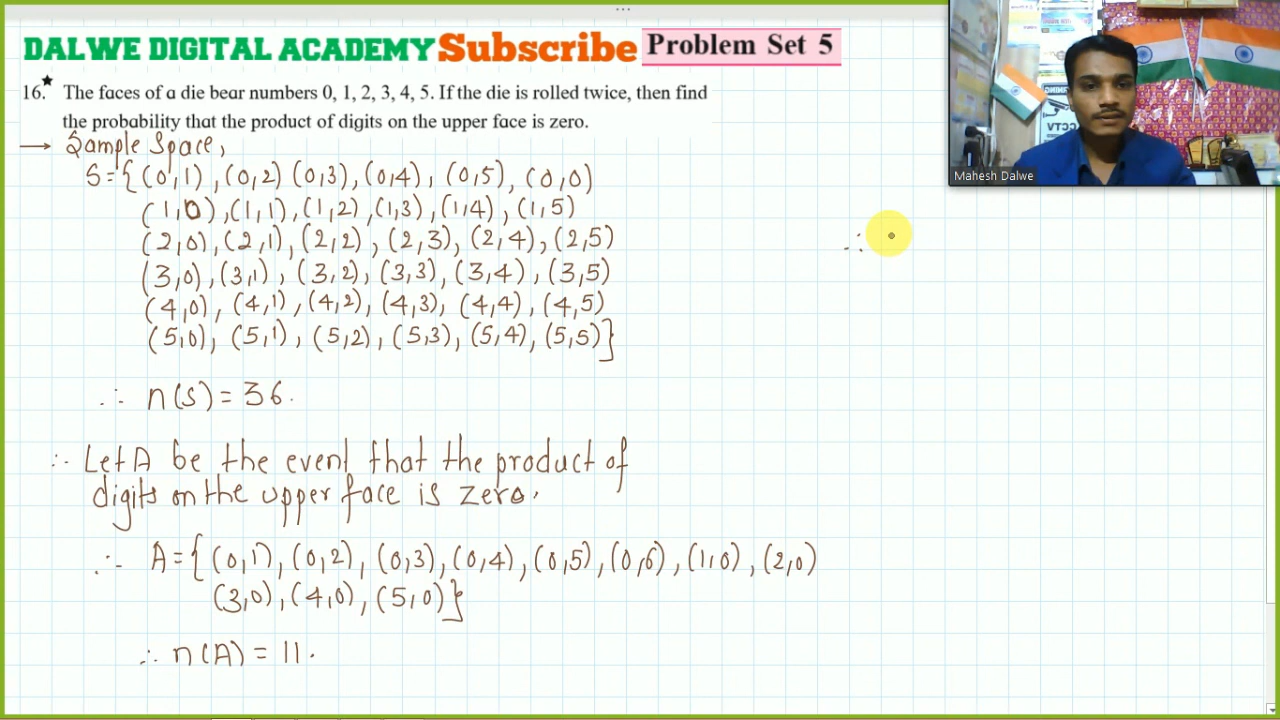 DALWE DIGITAL ACADEMY Subscribe Problem Set 5
16.* The faces of a die bear numbers 0, 1, 2, 3, 4, 5. If the die is rolled twice, then find
the probability that the product of digits on the upper face is zero.
→ Sample Space,
S={(0,1), (0,2) (0,3), (0,4), (0,5), (0,0)
(1,0), (1,1), (1,2), (1,3), (1,4), (1,5)
(2,0), (2,1), (2,2), (2,3), (2,4), (2,5)
(3,0), (3,1), (3,2), (3,3), (3,4), (3,5)
(4,0), (4,1), (4,2), (4,3), (4,4), (4,5)
(5,0), (5,1), (5,2), (5,3), (5,4), (5,5)}
∴ n(S) = 36.
∴ Let A be the event that the product of
digits on the upper face is zero.
∴ A={(0,1), (0,2), (0,3), (0,4), (0,5), (0,6), (1,0), (2,0)
(3,0), (4,0), (5,0)}
∴ n(A) = 11.
∴
Mahesh Dalwe
CCTV